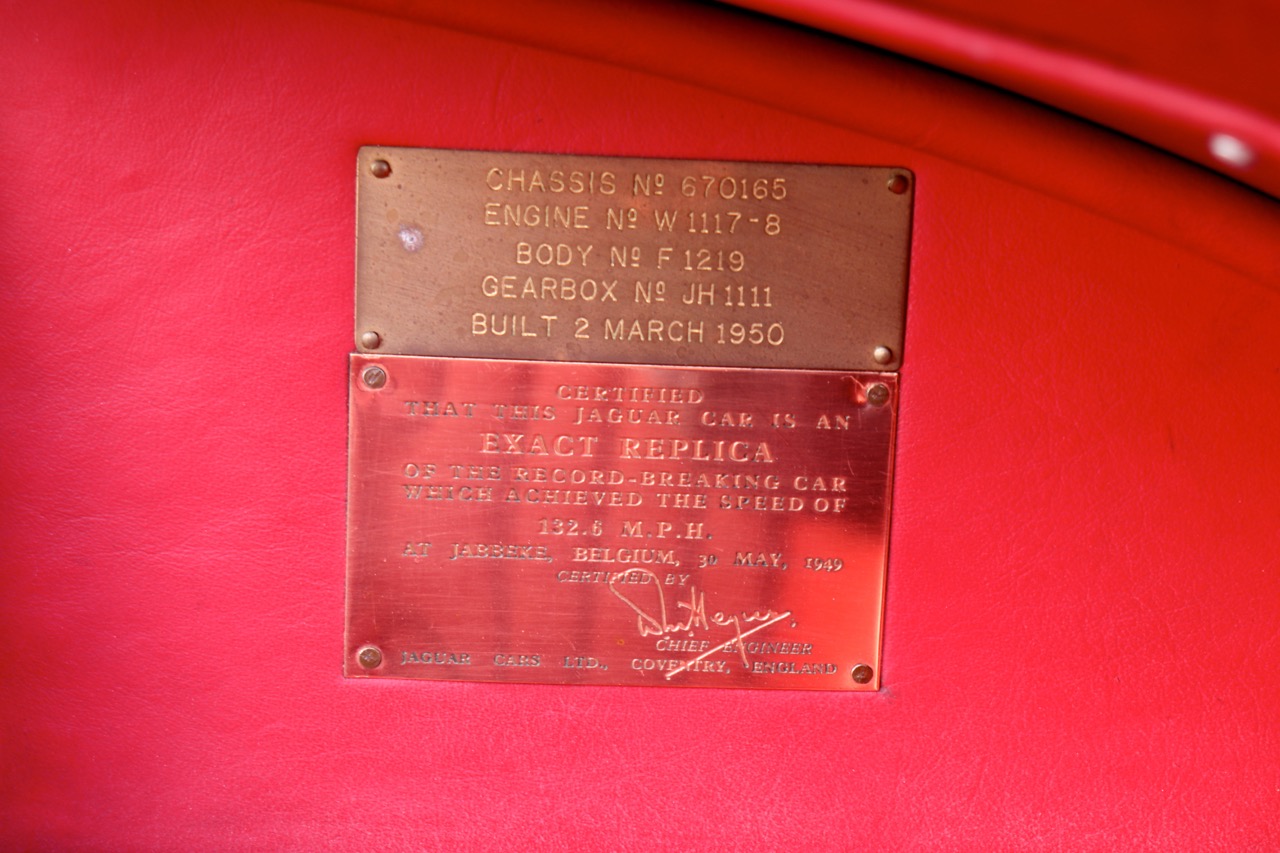 CHASSIS Nº 670165
ENGINE Nº W 1117-8
BODY Nº F 1219
GEARBOX Nº JH 1111
BUILT 2 MARCH 1950
CERTIFIED
THAT THIS JAGUAR CAR IS AN
EXACT REPLICA
OF THE RECORD-BREAKING CAR
WHICH ACHIEVED THE SPEED OF
132.6 M.P.H.
AT JABBEKE, BELGIUM, 30 MAY, 1949
CERTIFIED BY
CHIEF ENGINEER
JAGUAR CARS LTD., COVENTRY, ENGLAND